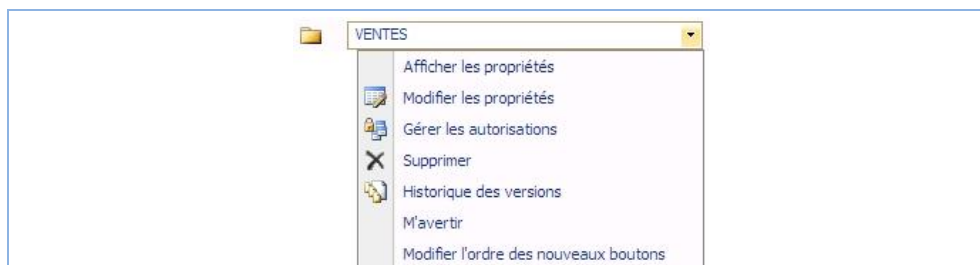 VENTES
Afficher les propriétés
Modifier les propriétés
Gérer les autorisations
Supprimer
Historique des versions
M'avertir
Modifier l'ordre des nouveaux boutons